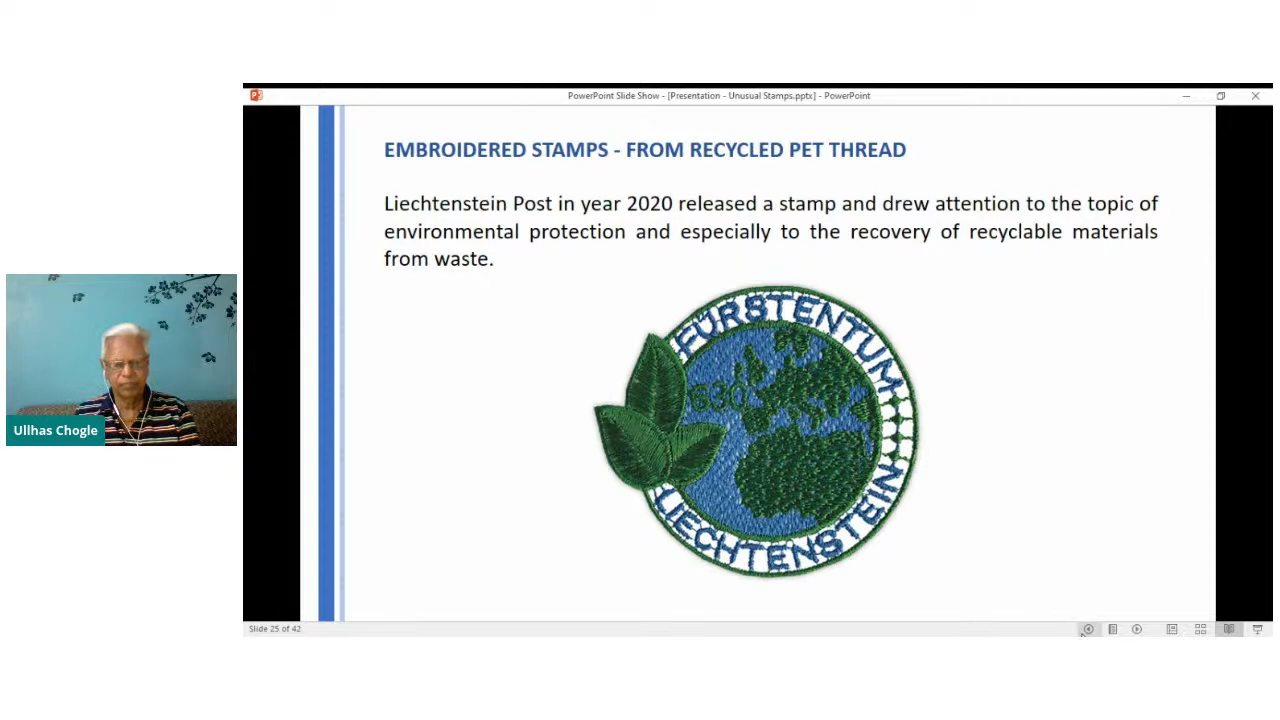 PowerPoint Slide Show - [Presentation - Unusual Stamps.pptx] - PowerPoint
EMBROIDERED STAMPS - FROM RECYCLED PET THREAD
Liechtenstein Post in year 2020 released a stamp and drew attention to the topic of
environmental protection and especially to the recovery of recyclable materials
from waste.
FÜRSTENTUM
630
LIECHTENSTEIN
Ullhas Chogle
Slide 25 of 42